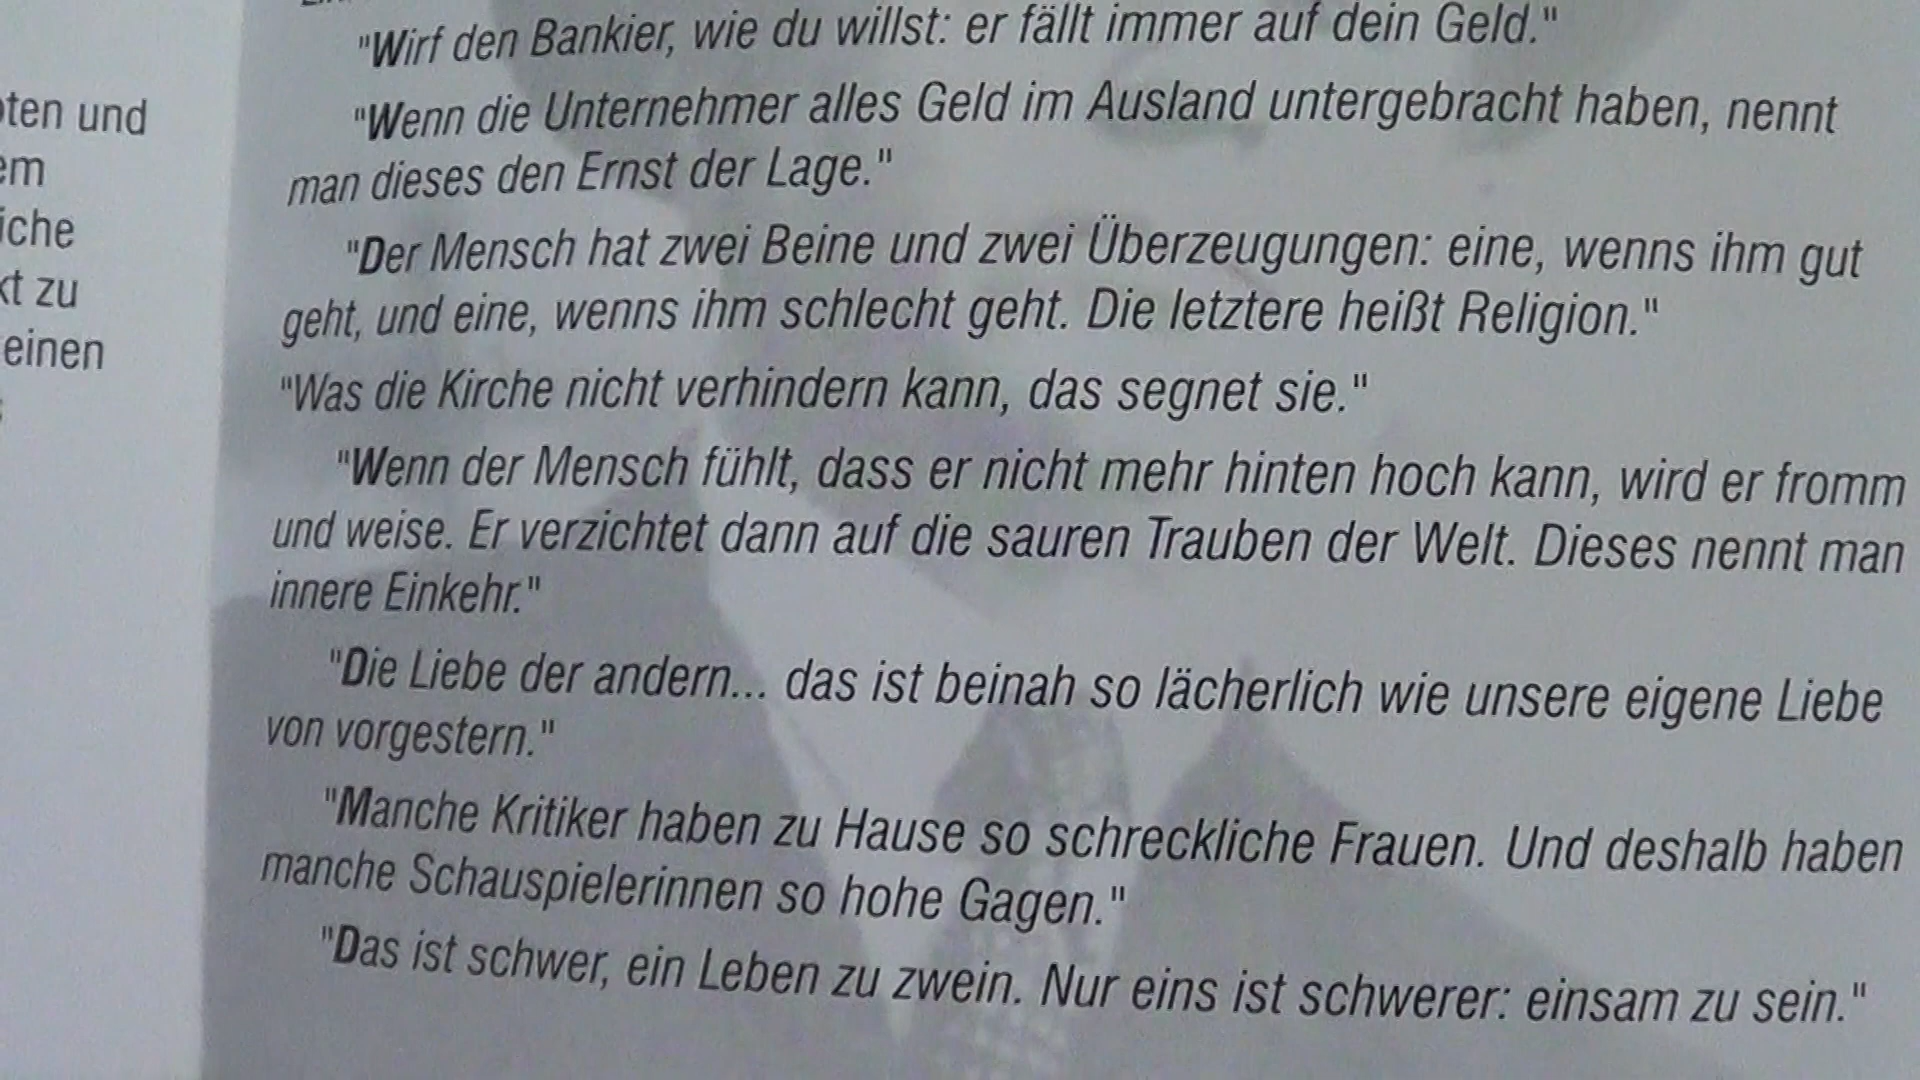 "Wirf den Bankier, wie du willst: er fällt immer auf dein Geld."
"Wenn die Unternehmer alles Geld im Ausland untergebracht haben, nennt
man dieses den Ernst der Lage."
"Der Mensch hat zwei Beine und zwei Überzeugungen: eine, wenns ihm gut
geht, und eine, wenns ihm schlecht geht. Die letztere heißt Religion."
"Was die Kirche nicht verhindern kann, das segnet sie."
"Wenn der Mensch fühlt, dass er nicht mehr hinten hoch kann, wird er fromm
und weise. Er verzichtet dann auf die sauren Trauben der Welt. Dieses nennt man
innere Einkehr."
"Die Liebe der andern... das ist beinah so lächerlich wie unsere eigene Liebe
von vorgestern."
"Manche Kritiker haben zu Hause so schreckliche Frauen. Und deshalb haben
manche Schauspielerinnen so hohe Gagen."
"Das ist schwer, ein Leben zu zwein. Nur eins ist schwerer: einsam zu sein."
und
zu
einen